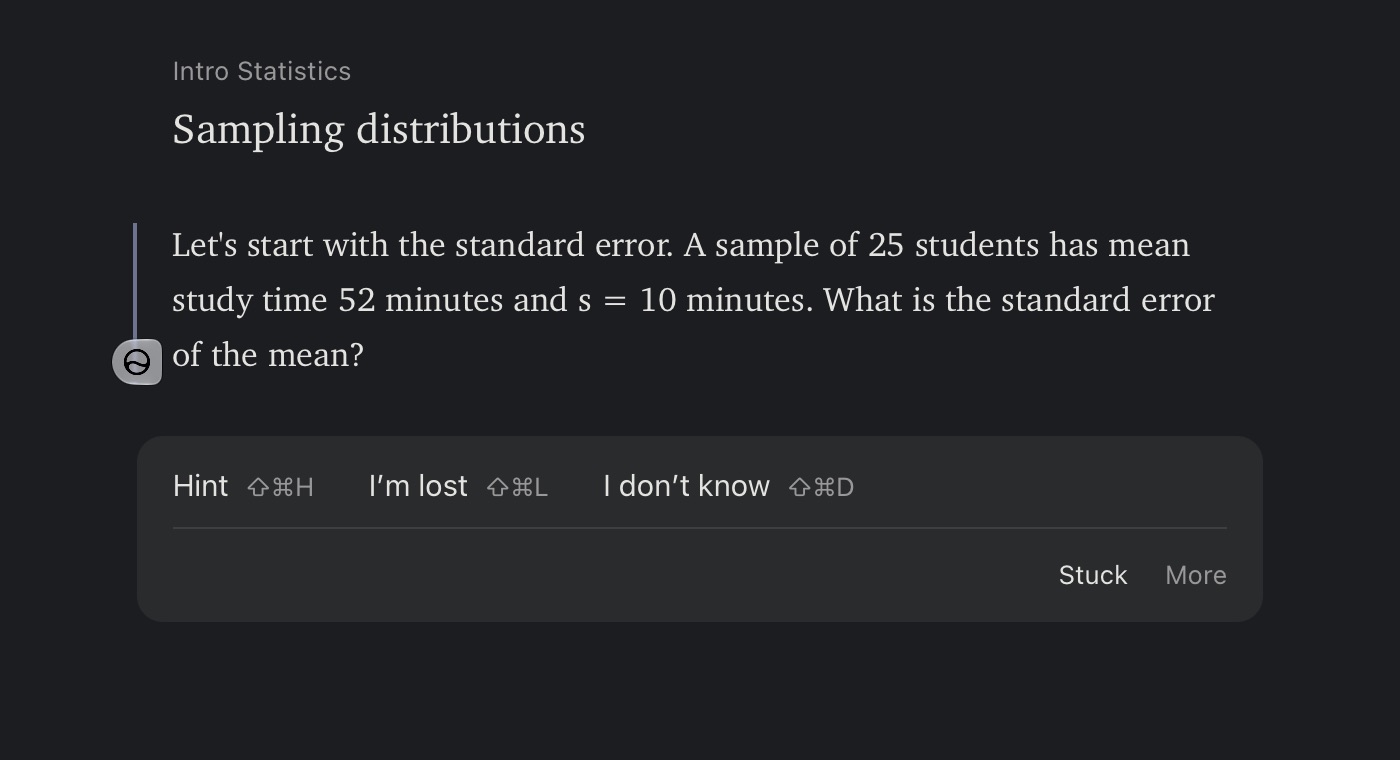 Intro Statistics
Sampling distributions
Let's start with the standard error. A sample of 25 students has mean
study time 52 minutes and s = 10 minutes. What is the standard error
of the mean?
Hint ⇧⌘H I’m lost ⇧⌘L I don’t know ⇧⌘D
Stuck More